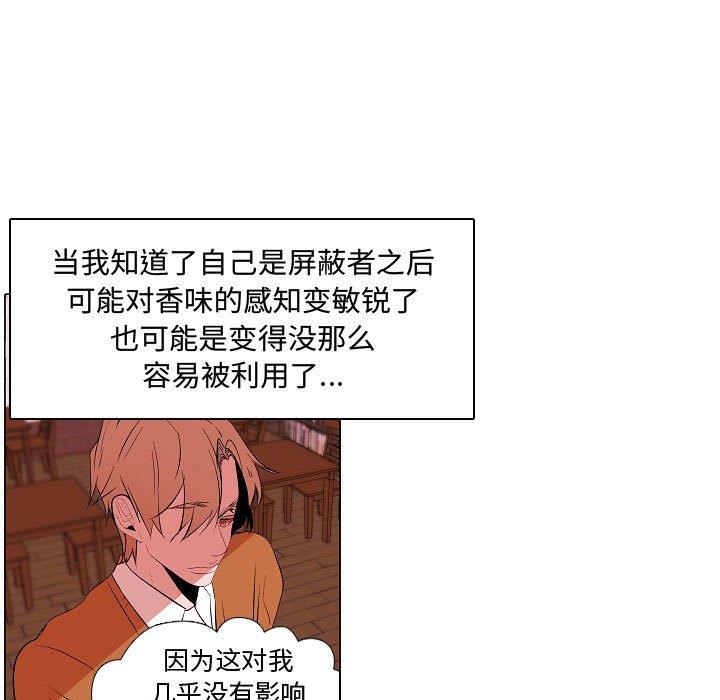 当我知道了自己是屏蔽者之后
可能对香味的感知变敏锐了
也可能是变得没那么
容易被利用了...
因为这对我
几乎没有影响